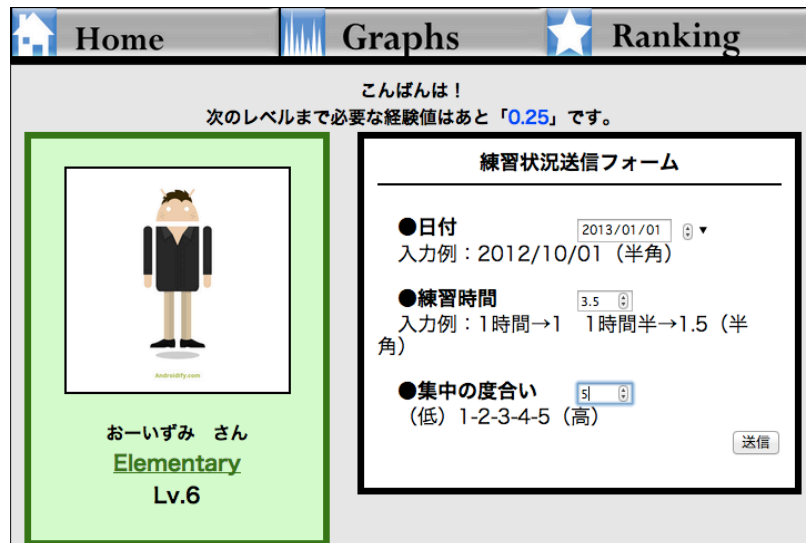 Home
Graphs
Ranking
こんばんは！
次のレベルまで必要な経験値はあと「0.25」です。
Androidify.com
おーいずみ　さん
Elementary
Lv.6
練習状況送信フォーム
●日付 2013/01/01 ▼
入力例：2012/10/01（半角）
●練習時間 3.5
入力例：1時間→1　1時間半→1.5（半
角）
●集中の度合い 5
（低）1-2-3-4-5（高）
送信